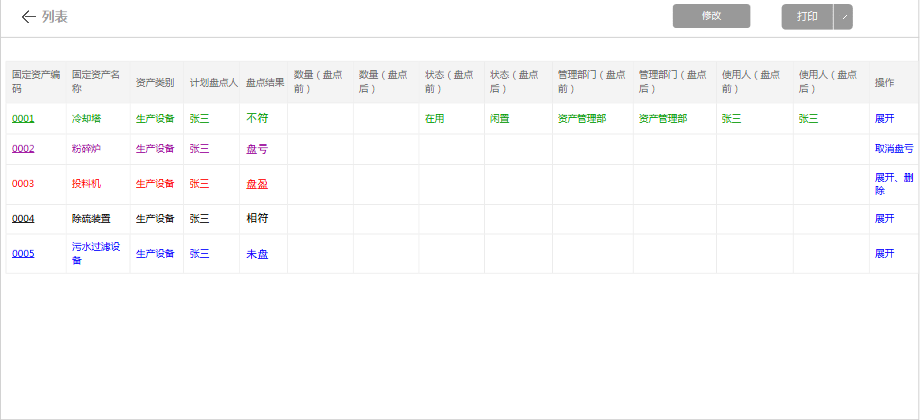 列表
修改
打印
固定资产编码 固定资产名称 资产类别 计划盘点人 盘点结果 数量（盘点前） 数量（盘点后） 状态（盘点前） 状态（盘点后） 管理部门（盘点前） 管理部门（盘点后） 使用人（盘点前） 使用人（盘点后） 操作
0001 冷却塔 生产设备 张三 不符 在用 闲置 资产管理部 资产管理部 张三 张三 展开
0002 粉碎炉 生产设备 张三 盘亏 取消盘亏
0003 投料机 生产设备 张三 盘盈 展开、删除
0004 除硫装置 生产设备 张三 相符 展开
0005 污水过滤设备 生产设备 张三 未盘 展开